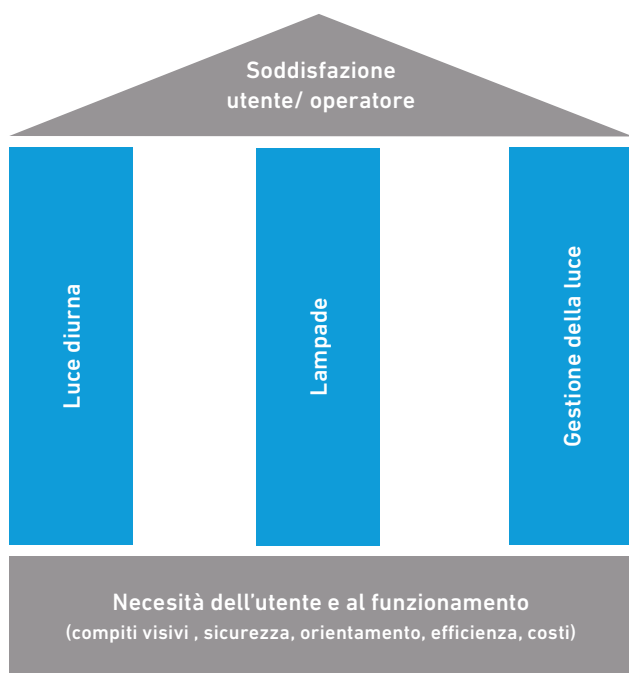 Soddisfazione
utente/ operatore
Luce diurna
Lampade
Gestione della luce
Necesità dell'utente e al funzionamento
(compiti visivi , sicurezza, orientamento, efficienza, costi)